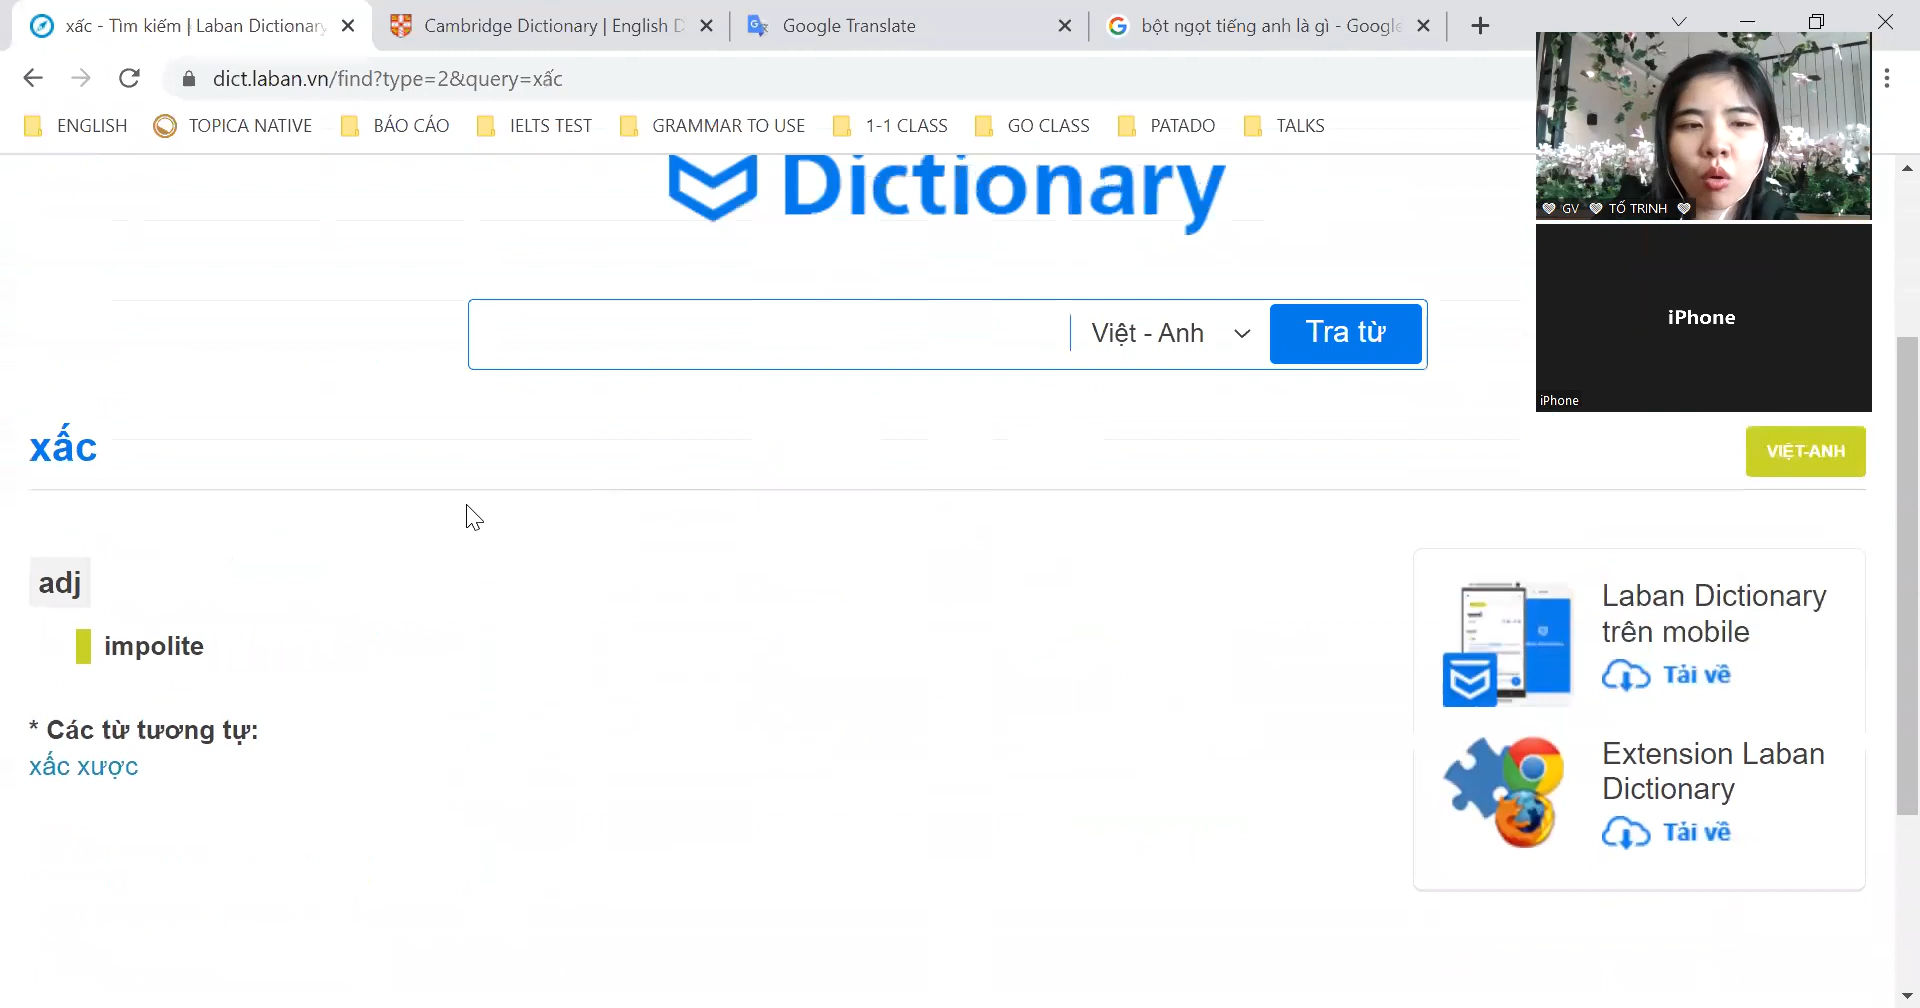 xấc - Tìm kiếm | Laban Dictionary
Cambridge Dictionary | English D
Google Translate
bột ngọt tiếng anh là gì - Google
dict.laban.vn/find?type=2&query=xấc
ENGLISH
TOPICA NATIVE
BÁO CÁO
IELTS TEST
GRAMMAR TO USE
1-1 CLASS
GO CLASS
PATADO
TALKS
GV TỐ TRINH
Dictionary
iPhone
Việt - Anh
Tra từ
iPhone
xấc
VIỆT-ANH
adj
impolite
* Các từ tương tự:
xấc xược
Laban Dictionary
trên mobile
Tải về
Extension Laban
Dictionary
Tải về